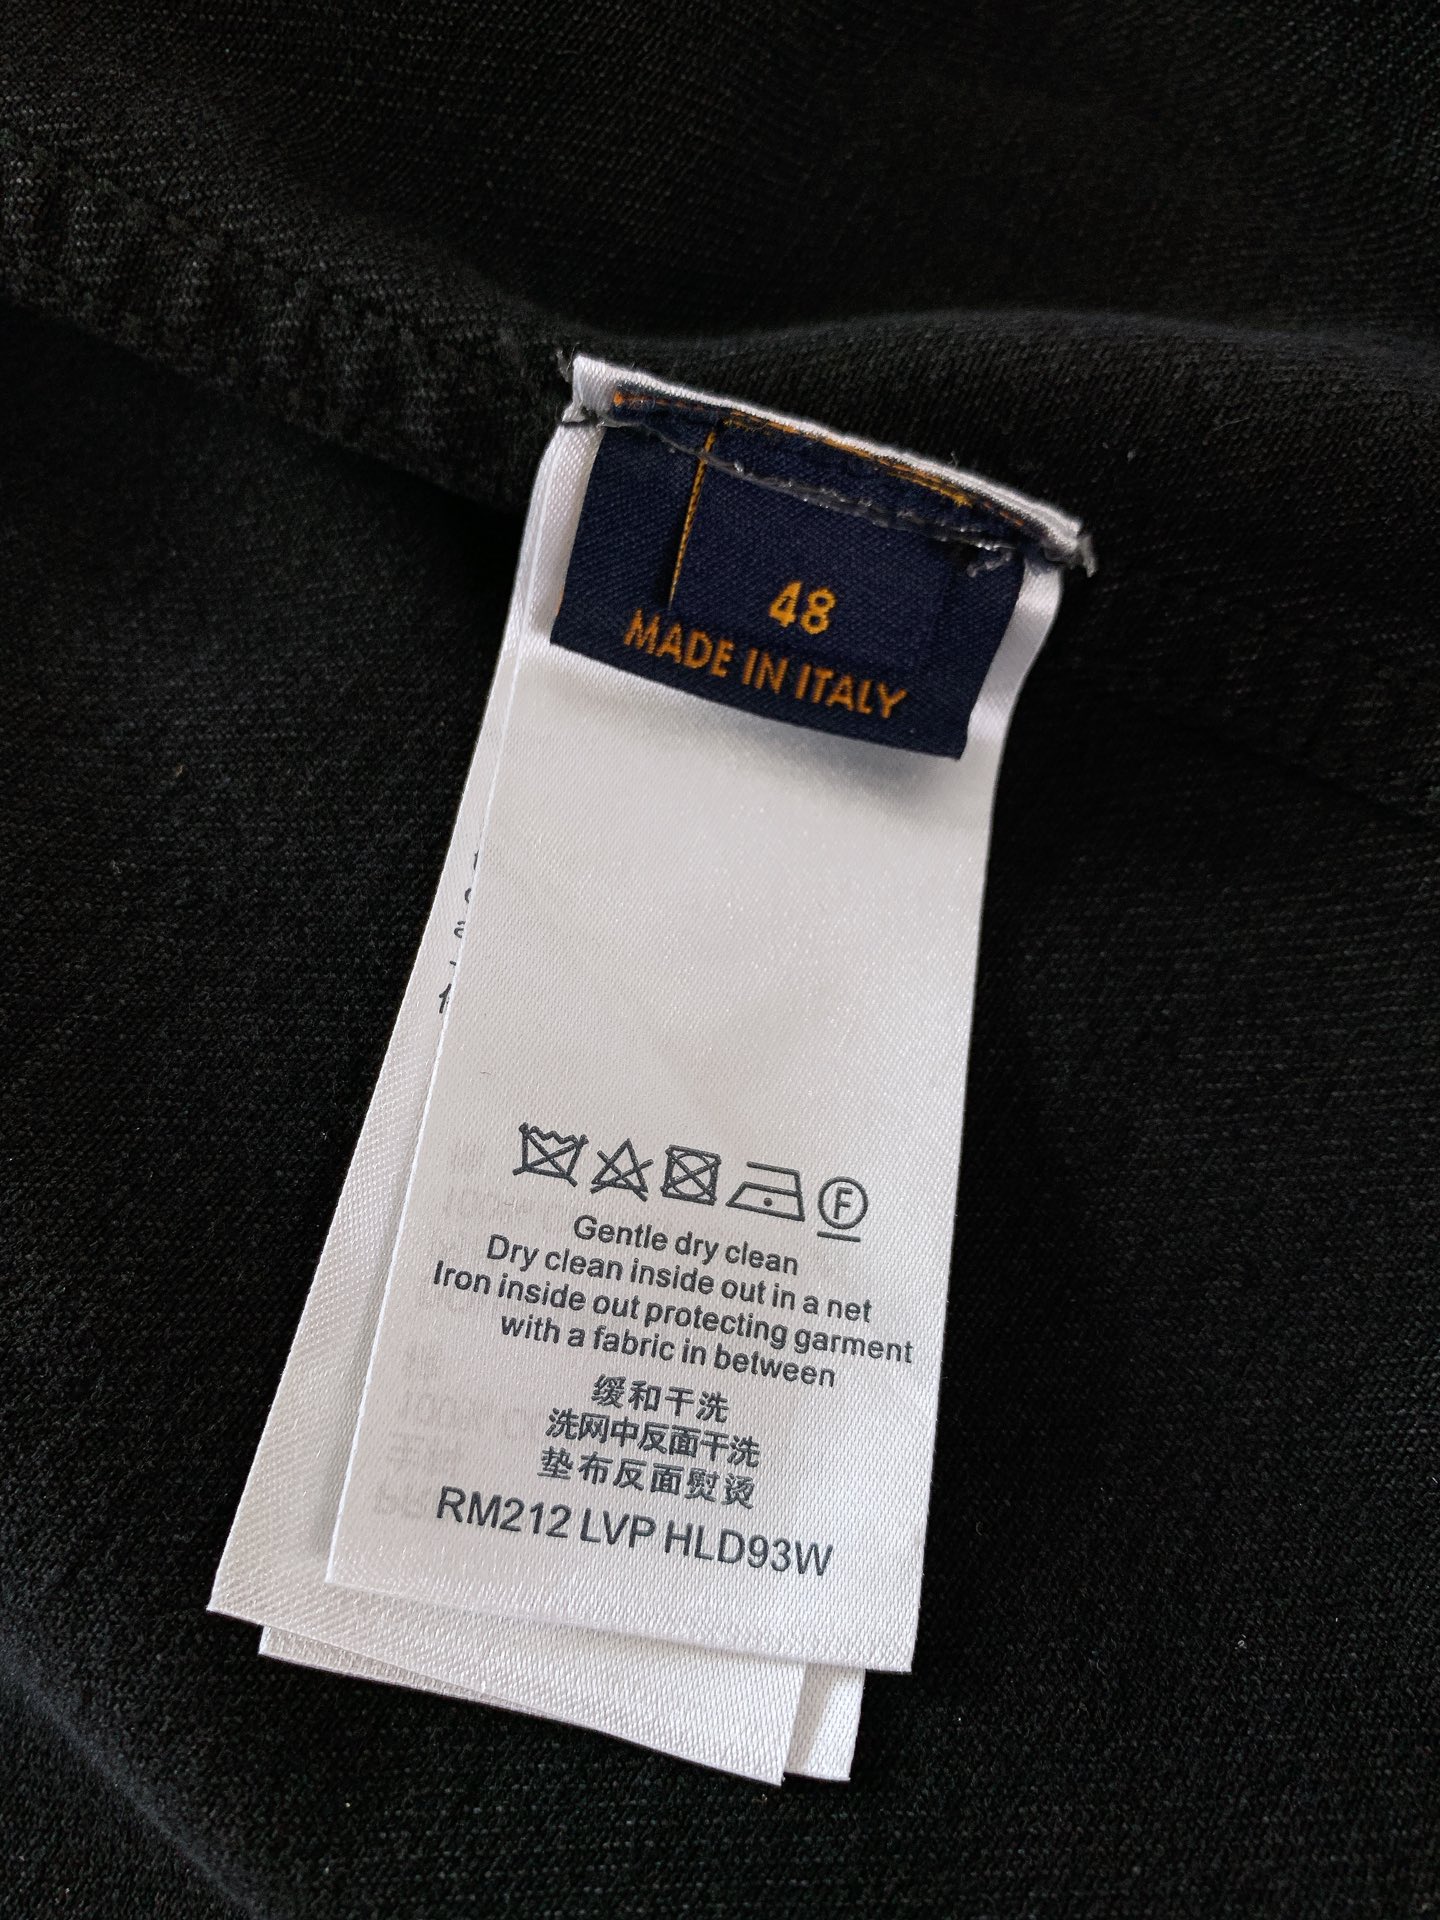 48
MADE IN ITALY
F
Gentle dry clean
Dry clean inside out in a net
Iron inside out protecting garment
with a fabric in between
缓和干洗
洗网中反面干洗
垫布反面熨烫
RM212 LVP HLD93W